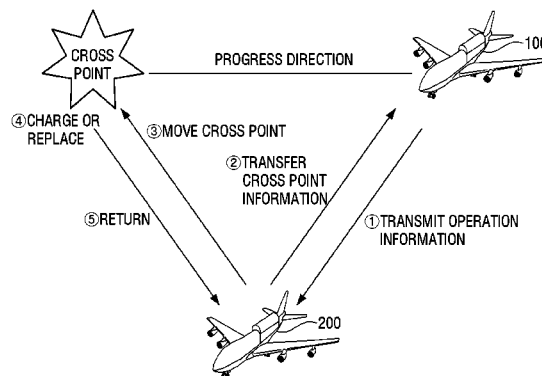 CROSS
POINT
PROGRESS DIRECTION
100
④CHARGE OR
REPLACE
③MOVE CROSS POINT
②TRANSFER
CROSS POINT
INFORMATION
①TRANSMIT OPERATION
INFORMATION
⑤RETURN
200